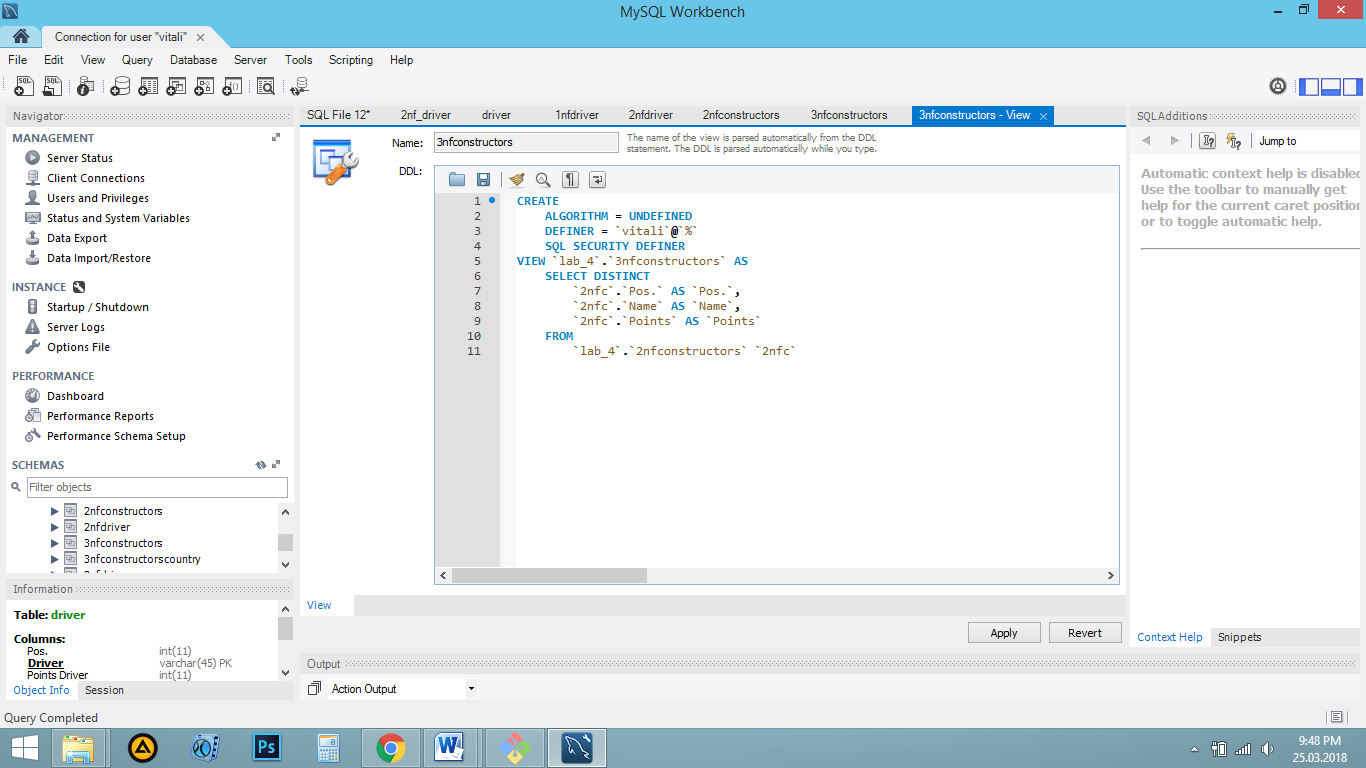 MySQL Workbench
Connection for user "vitali"
File Edit View Query Database Server Tools Scripting Help
Navigator
MANAGEMENT
Server Status
Client Connections
Users and Privileges
Status and System Variables
Data Export
Data Import/Restore
INSTANCE
Startup / Shutdown
Server Logs
Options File
PERFORMANCE
Dashboard
Performance Reports
Performance Schema Setup
SCHEMAS
Filter objects
2nfconstructors
2nfdriver
3nfconstructors
3nfconstructorscountry
Information
Table: driver
Columns:
Pos. int(11)
Driver varchar(45) PK
Points Driver int(11)
Object Info Session
SQL File 12* 2nf_driver driver 1nfdriver 2nfdriver 2nfconstructors 3nfconstructors 3nfconstructors - View
Name: 3nfconstructors
The name of the view is parsed automatically from the DDL
statement. The DDL is parsed automatically while you type.
DDL:
1 CREATE
2 ALGORITHM = UNDEFINED
3 DEFINER = `vitali`@`%`
4 SQL SECURITY DEFINER
5 VIEW `lab_4`.`3nfconstructors` AS
6 SELECT DISTINCT
7 `2nfc`.`Pos.` AS `Pos.`,
8 `2nfc`.`Name` AS `Name`,
9 `2nfc`.`Points` AS `Points`
10 FROM
11 `lab_4`.`2nfconstructors` `2nfc`
View
Apply Revert
Output
Action Output
SQLAdditions
Jump to
Automatic context help is disabled
Use the toolbar to manually get
help for the current caret position
or to toggle automatic help.
Context Help Snippets
Query Completed
Ps
9:48 PM
25.03.2018